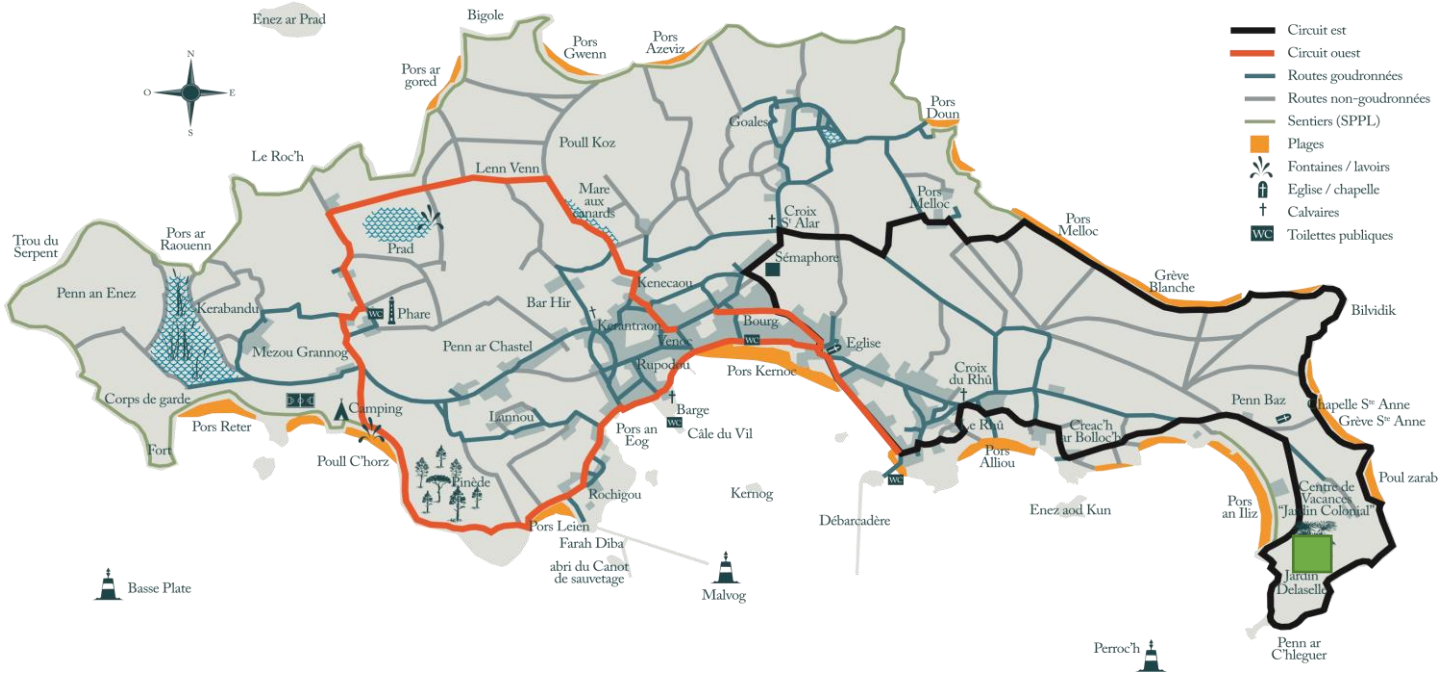 Enez ar Prad
Bigole
Pors
Gwenn
Pors
Azeviz
Pors ar
gored
N
O
E
S
Circuit est
Circuit ouest
Routes goudronnées
Routes non-goudronnées
Sentiers (SPPL)
Plages
Fontaines / lavoirs
Eglise / chapelle
Calvaires
WC
Toilettes publiques
Goales
Pors
Doun
Poull Koz
Le Roc'h
Lenn Venn
Mare
aux
canards
Pors
Melloc
Croix
St Alar
Pors
Melloc
Trou du
Serpent
Pors ar
Raouenn
Prad
Sémaphore
Grève
Blanche
Penn an Enez
Kerabandu
Kenecaou
Bar Hir
Bilvidik
WC
Phare
Kerantraon
Bourg
Venoc
WC
Eglise
Mezou Grannog
Penn ar Chastel
Rupodou
Pors Kernoc
Croix
du Rhû
Corps de garde
Camping
Lannou
Barge
WC
Câle du Vil
Pors an
Eog
Le Rhû
Creac'h
ar Bolloc'h
Penn Baz
Chapelle Ste Anne
Grève Ste Anne
Pors Reter
Fort
Poull C'horz
Pors
Alliou
Pinède
Rochigou
Kernog
WC
Débarcadère
Enez aod Kun
Pors
an Iliz
Centre de
Vacances
“Jardin Colonial”
Poul zarab
Pors Leien
Farah Diba
abri du Canot
de sauvetage
Jardin
Delaselle
Basse Plate
Malvog
Perroc'h
Penn ar
C'hleguer